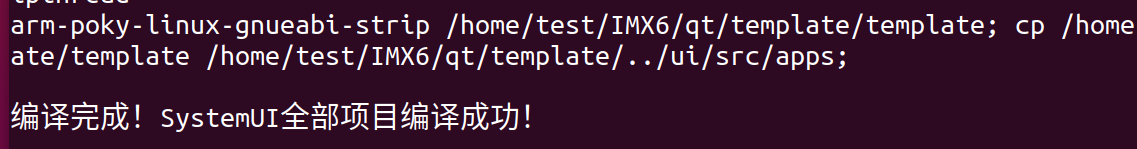 arm-poky-linux-gnueabi-strip /home/test/IMX6/qt/template/template; cp /home
ate/template /home/test/IMX6/qt/template/../ui/src/apps;
编译完成！SystemUI全部项目编译成功！